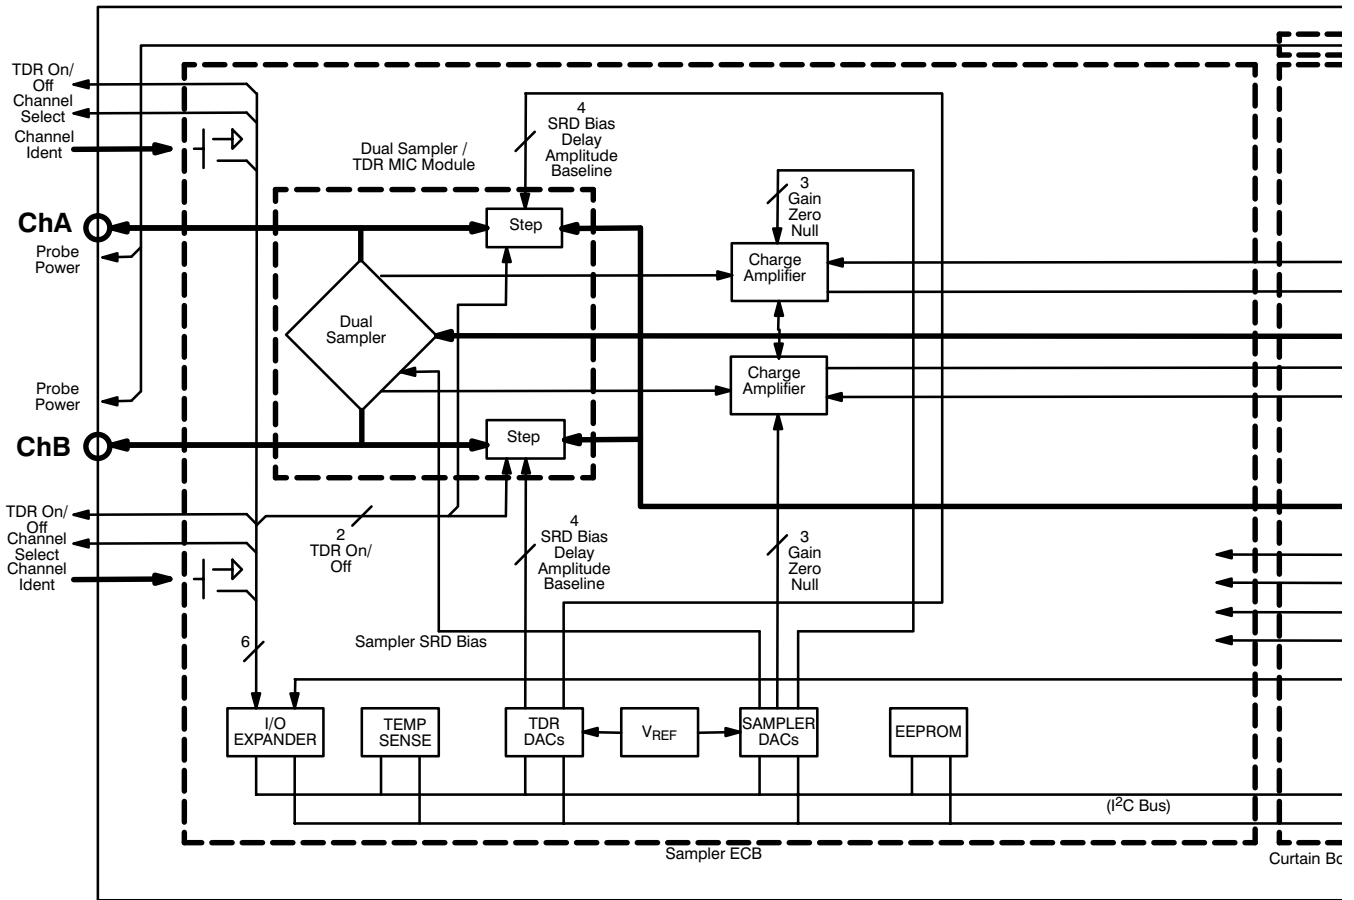 TDR On/
Off
Channel
Select
Channel
Ident
ChA
Probe
Power
Probe
Power
ChB
TDR On/
Off
Channel
Select
Channel
Ident
Dual Sampler /
TDR MIC Module
4
SRD Bias
Delay
Amplitude
Baseline
3
Gain
Zero
Null
Step
Charge
Amplifier
Dual
Sampler
Charge
Amplifier
Step
2
TDR On/
Off
4
SRD Bias
Delay
Amplitude
Baseline
3
Gain
Zero
Null
6
Sampler SRD Bias
I/O
EXPANDER
TEMP
SENSE
TDR
DACs
VREF
SAMPLER
DACs
EEPROM
(I2C Bus)
Sampler ECB
Curtain Bo